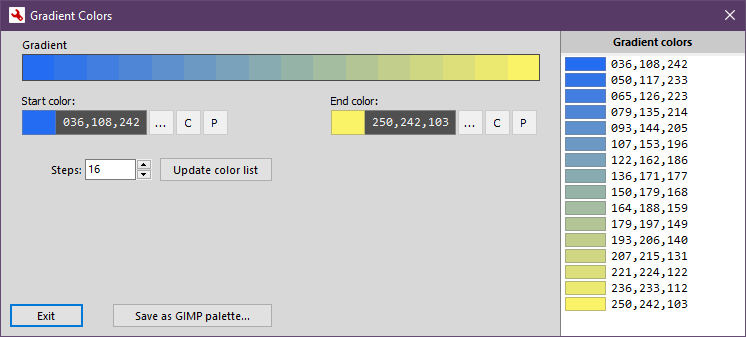 Gradient Colors
Gradient
Start color:
036,108,242 ... C P
End color:
250,242,103 ... C P
Steps: 16 Update color list
Exit Save as GIMP palette...
Gradient colors
036,108,242
050,117,233
065,126,223
079,135,214
093,144,205
107,153,196
122,162,186
136,171,177
150,179,168
164,188,159
179,197,149
193,206,140
207,215,131
221,224,122
236,233,112
250,242,103